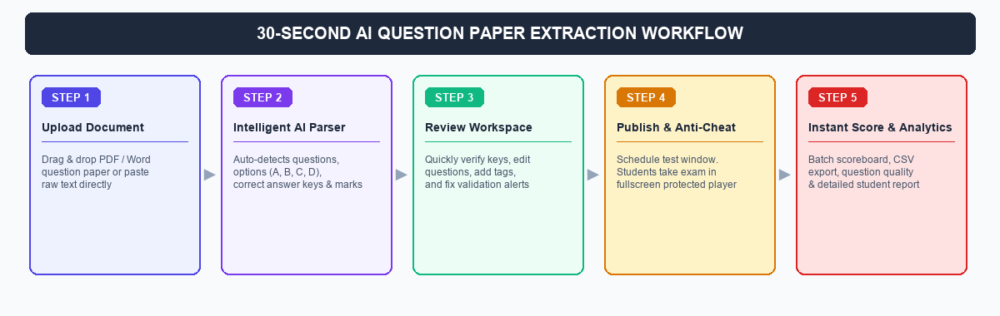 30-SECOND AI QUESTION PAPER EXTRACTION WORKFLOW
STEP 1
Upload Document
Drag & drop PDF / Word
question paper or paste
raw text directly
STEP 2
Intelligent AI Parser
Auto-detects questions,
options (A, B, C, D),
correct answer keys & marks
STEP 3
Review Workspace
Quickly verify keys, edit
questions, add tags,
and fix validation alerts
STEP 4
Publish & Anti-Cheat
Schedule test window.
Students take exam in
fullscreen protected player
STEP 5
Instant Score & Analytics
Batch scoreboard, CSV
export, question quality
& detailed student report